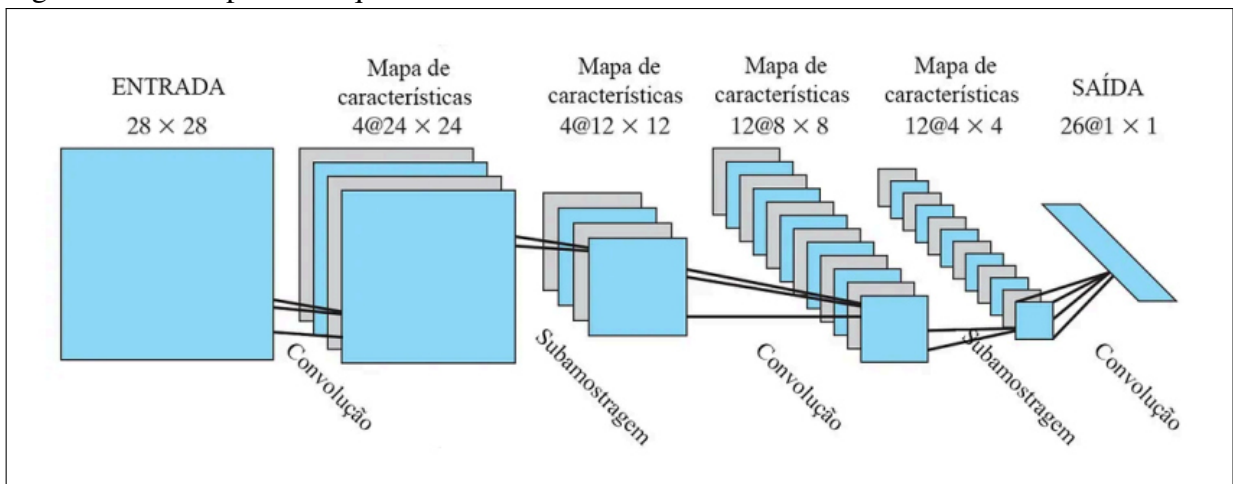 ENTRADA
28 × 28
Mapa de
características
4@24 × 24
Mapa de
características
4@12 × 12
Mapa de
características
12@8 × 8
Mapa de
características
12@4 × 4
SAÍDA
26@1 × 1
Convolução
Subamostragem
Convolução
Subamostragem
Convolução